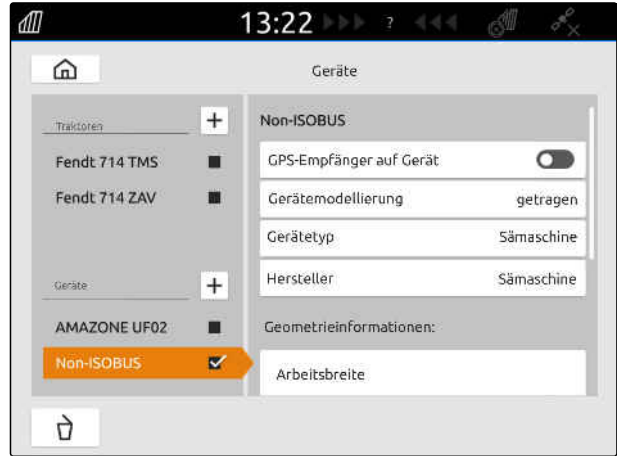 13:22
?
Geräte
Traktoren
Fendt 714 TMS
Fendt 714 ZAV
Geräte
AMAZONE UF02
Non-ISOBUS
Non-ISOBUS
GPS-Empfänger auf Gerät
Gerätemodellierung getragen
Gerätetyp Sämaschine
Hersteller Sämaschine
Geometrieinformationen:
Arbeitsbreite